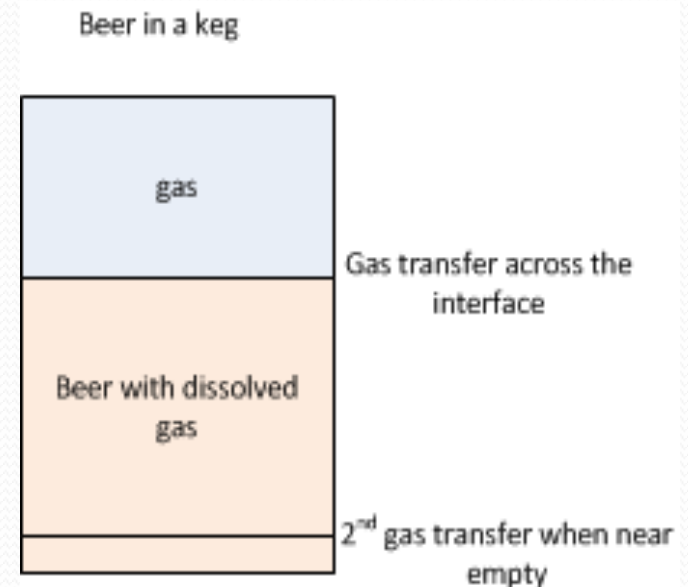 Beer in a keg
gas
Gas transfer across the
interface
Beer with dissolved
gas
2nd gas transfer when near
empty